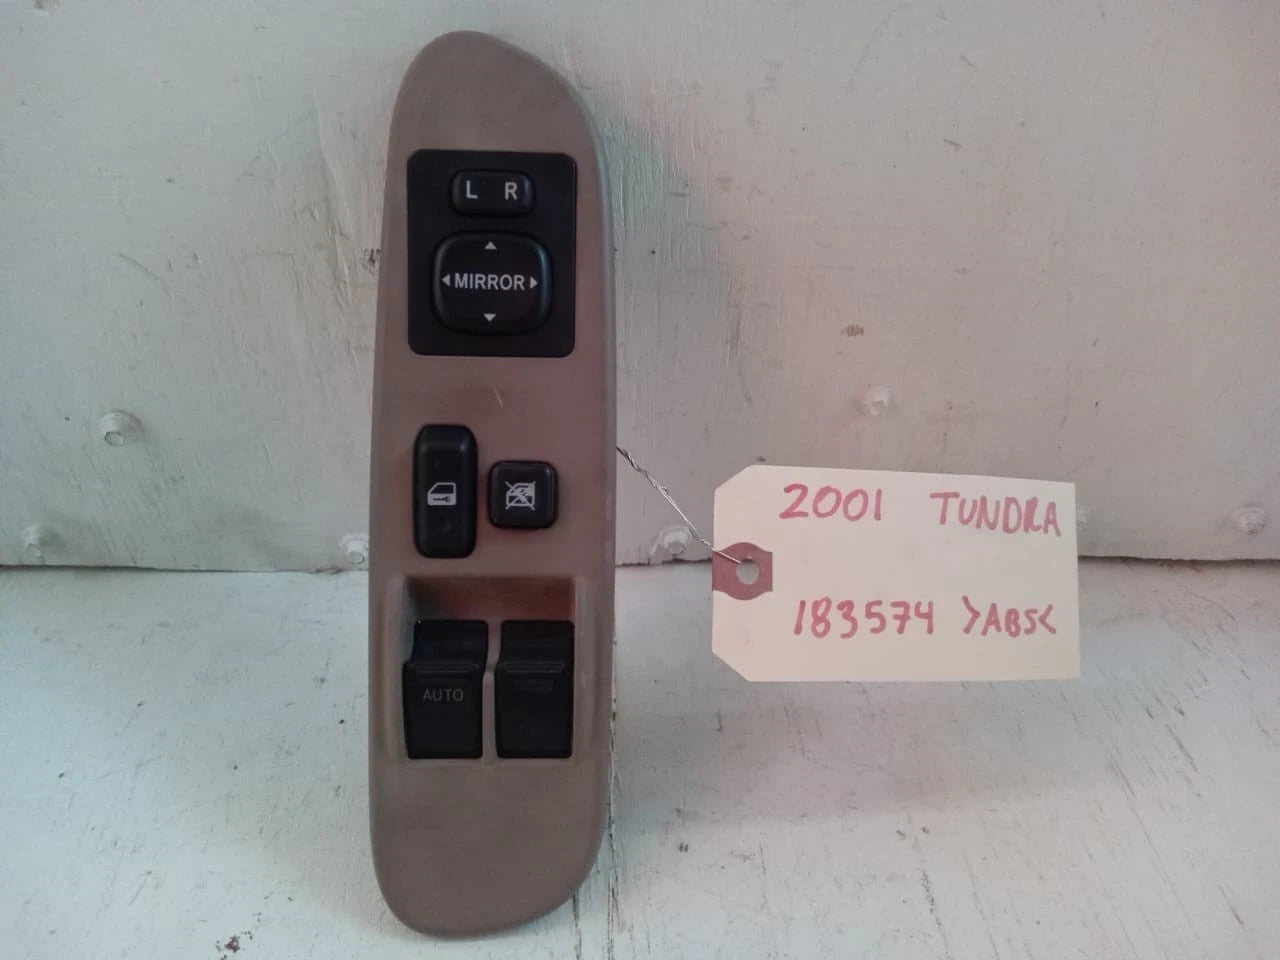 L R
MIRROR
AUTO
2001 TUNDRA
183574 >ABS<